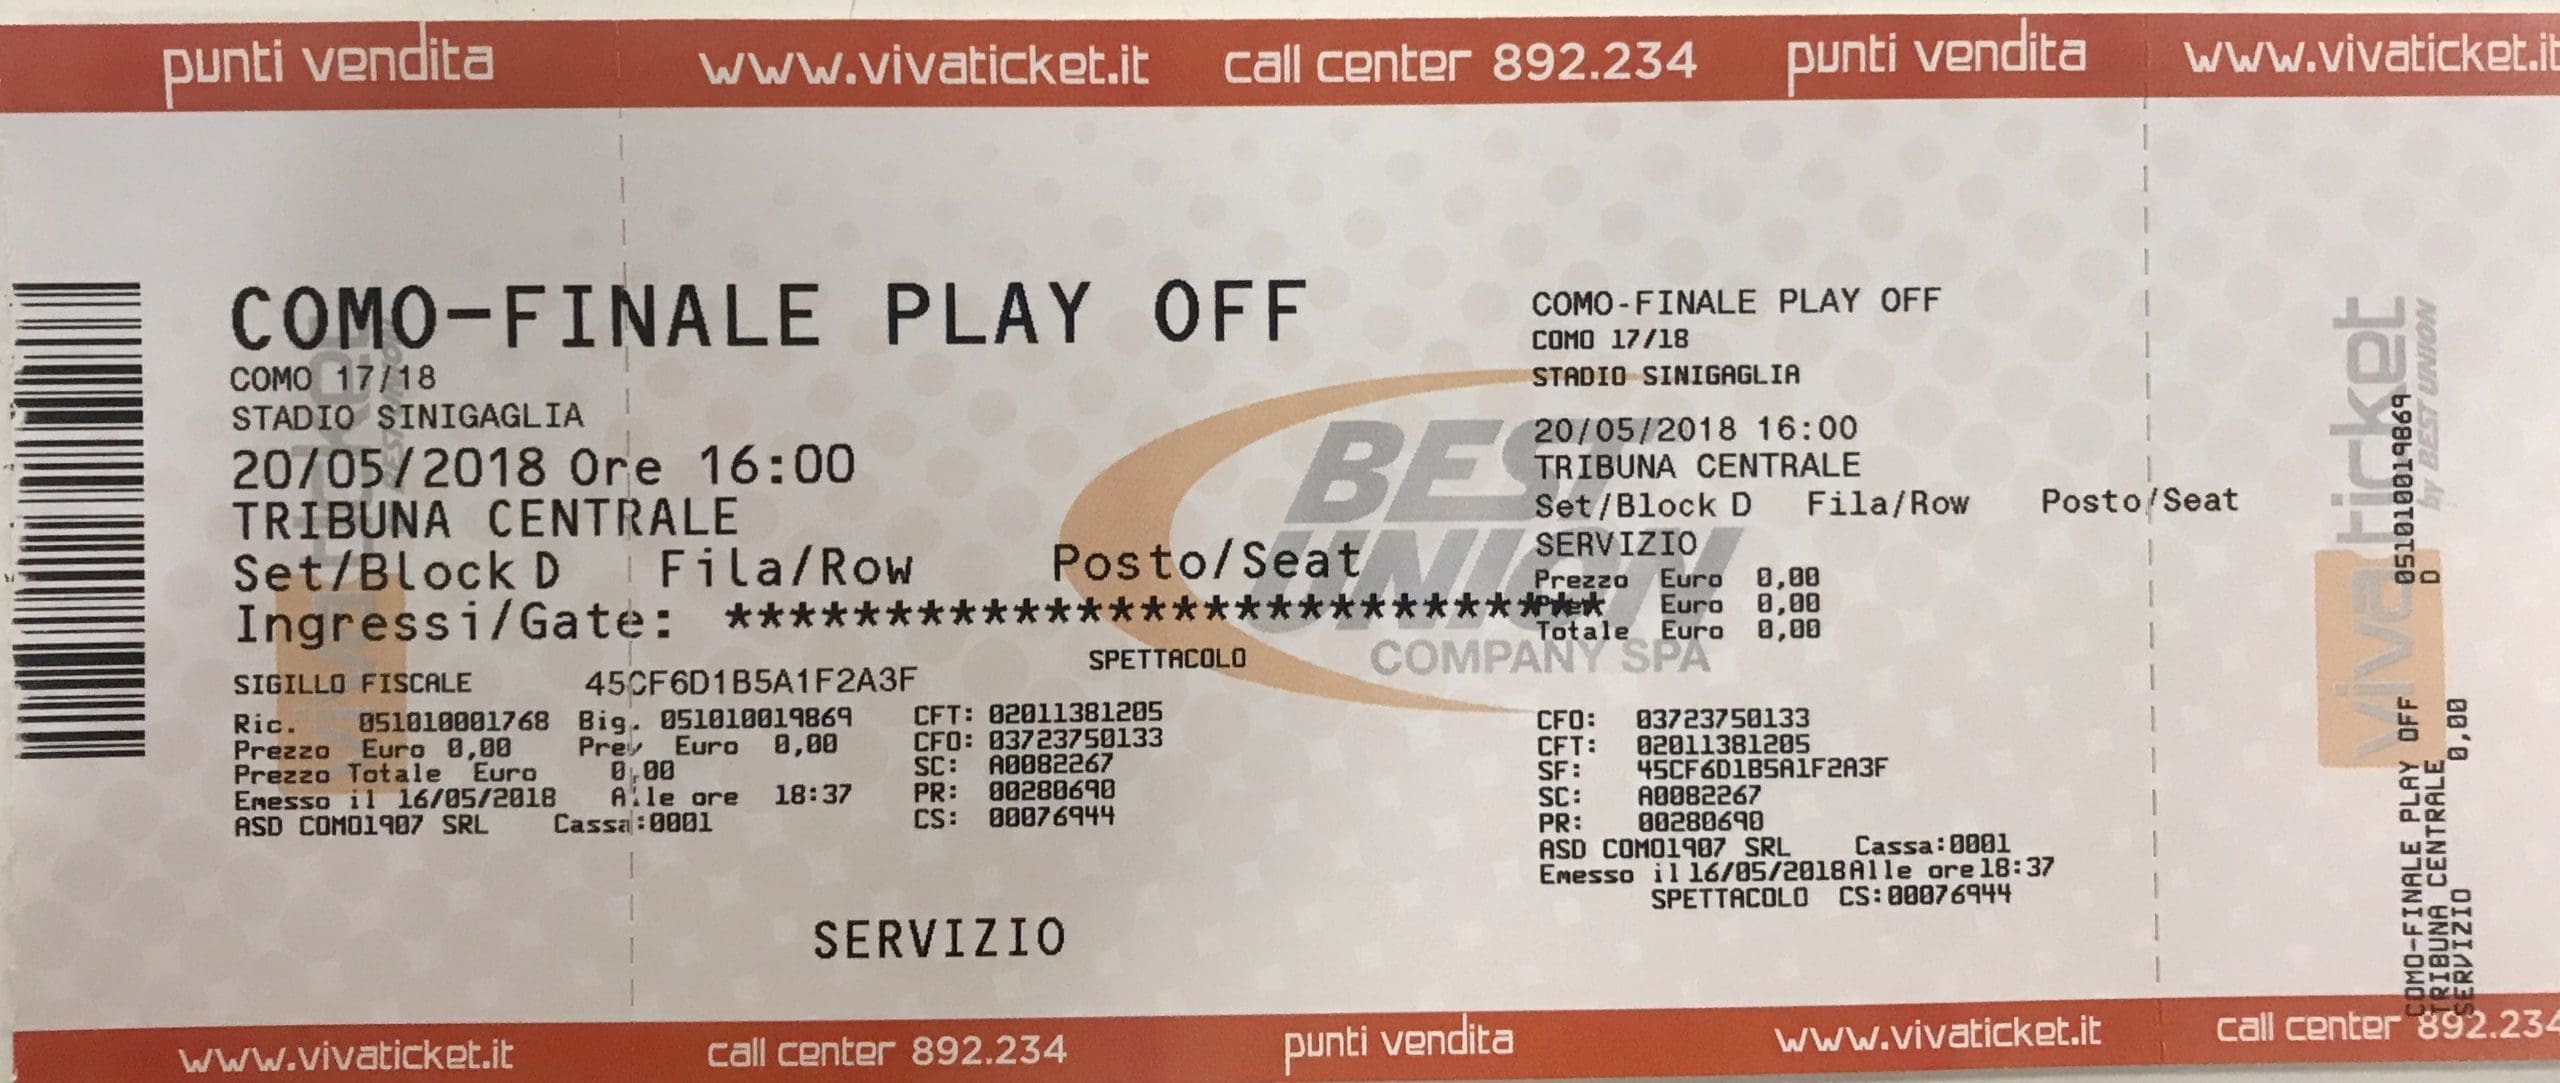 punti vendita www.vivaticket.it call center 892.234 punti vendita www.vivaticket.it
COMO-FINALE PLAY OFF
COMO 17/18
STADIO SINIGAGLIA
20/05/2018 Ore 16:00
TRIBUNA CENTRALE
Set/Block D Fila/Row Posto/Seat
Ingressi/Gate: ****************************
SPETTACOLO
SIGILLO FISCALE 45CF6D1B5A1F2A3F
Ric. 051010001768 Big. 051010019869 CFT: 02011381205
Prezzo Euro 0,00 Prev Euro 0,00 CFO: 03723750133
Prezzo Totale Euro 0,00 SC: A0082267
Emesso il 16/05/2018 Alle ore 18:37 PR: 00280690
ASD COMO1907 SRL Cassa:0001 CS: 00076944
SERVIZIO
BEST
UNION
COMPANY SPA
COMO-FINALE PLAY OFF
COMO 17/18
STADIO SINIGAGLIA
20/05/2018 16:00
TRIBUNA CENTRALE
Set/Block D Fila/Row Posto/Seat
SERVIZIO
Prezzo Euro 0,00
Prev Euro 0,00
Totale Euro 0,00
CFO: 03723750133
CFT: 02011381205
SF: 45CF6D1B5A1F2A3F
SC: A0082267
PR: 00280690
ASD COMO1907 SRL Cassa:0001
Emesso il 16/05/2018Alle ore 18:37
SPETTACOLO CS:00076944
vivaticket
by BEST UNION
vivaticket
by BEST UNION
COMO-FINALE PLAY OFF 051010019869
TRIBUNA CENTRALE D
SERVIZIO 0,00
www.vivaticket.it call center 892.234 punti vendita www.vivaticket.it call center 892.234